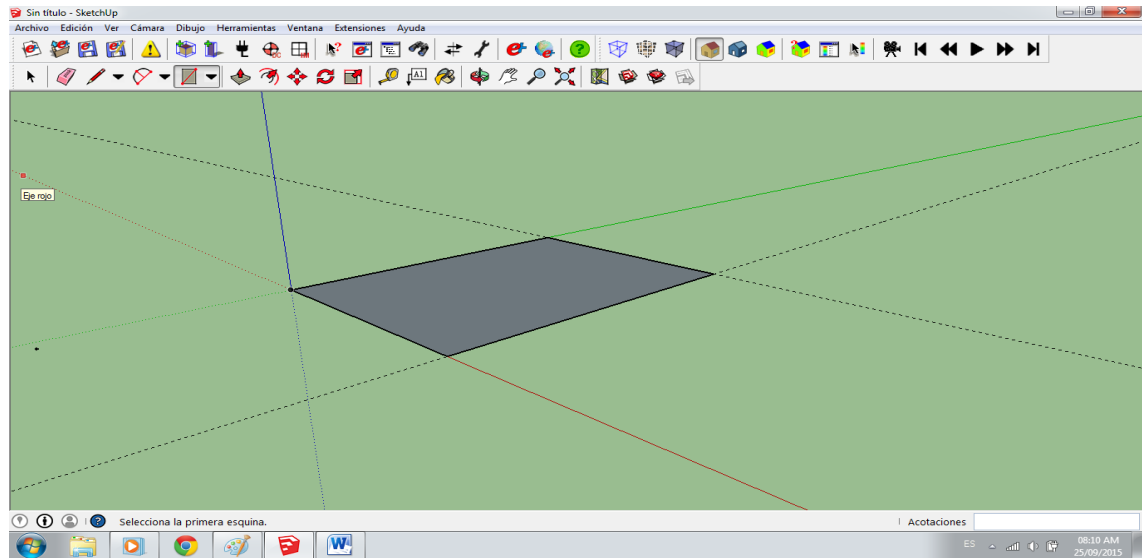 Sin título - SketchUp
Archivo Edición Ver Cámara Dibujo Herramientas Ventana Extensiones Ayuda
A1
Eje rojo
Selecciona la primera esquina.
Acotaciones
ES
08:10 AM
25/09/2015